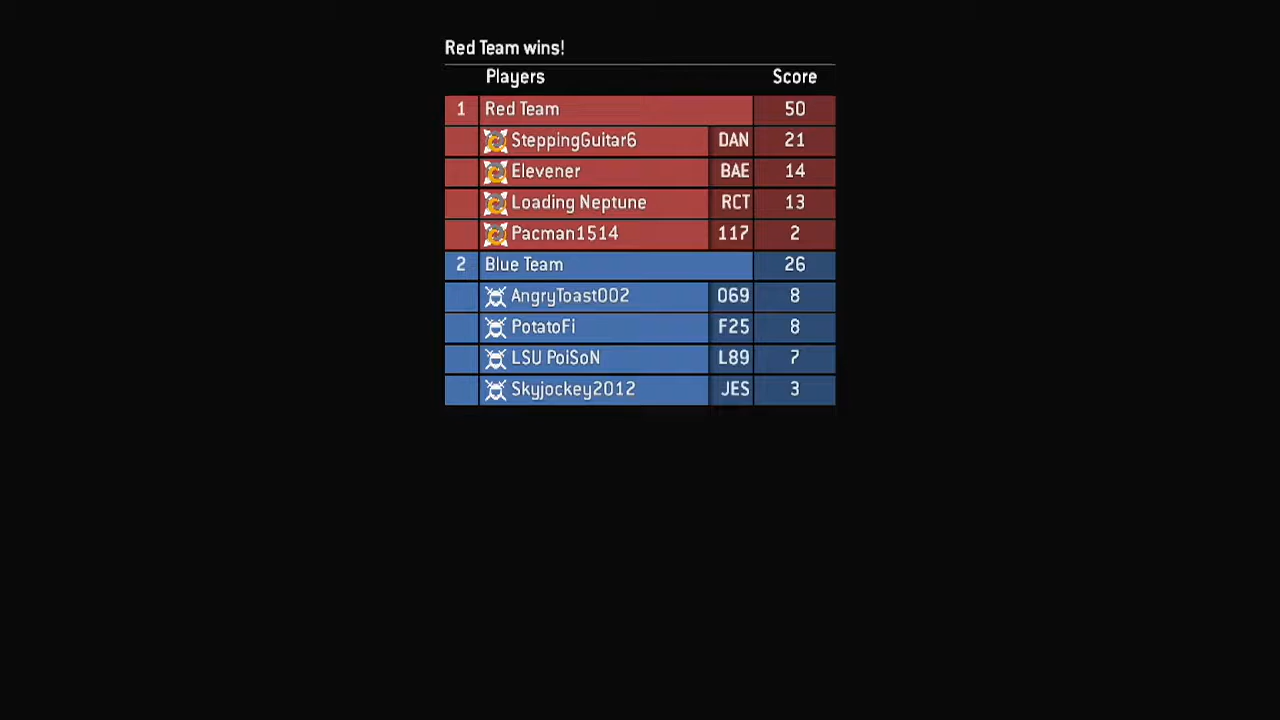 Red Team wins!
Players Score
1 Red Team 50
SteppingGuitar6 DAN 21
Elevener BAE 14
Loading Neptune RCT 13
Pacman1514 117 2
2 Blue Team 26
AngryToast002 069 8
PotatoFi F25 8
LSU PoiSoN L89 7
Skyjockey2012 JES 3